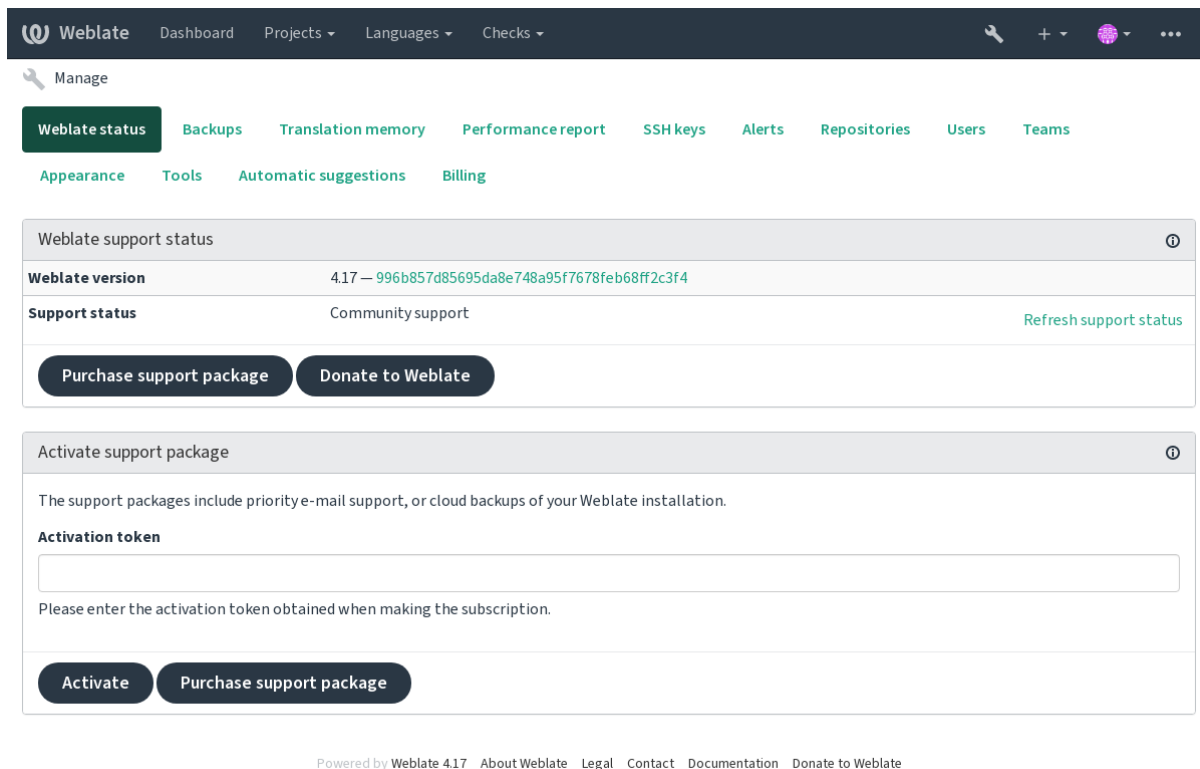 Weblate Dashboard Projects Languages Checks
Manage
Weblate status Backups Translation memory Performance report SSH keys Alerts Repositories Users Teams
Appearance Tools Automatic suggestions Billing
Weblate support status
Weblate version 4.17 — 996b857d85695da8e748a95f7678feb68ff2c3f4
Support status Community support Refresh support status
Purchase support package Donate to Weblate
Activate support package
The support packages include priority e-mail support, or cloud backups of your Weblate installation.
Activation token
Please enter the activation token obtained when making the subscription.
Activate Purchase support package
Powered by Weblate 4.17 About Weblate Legal Contact Documentation Donate to Weblate